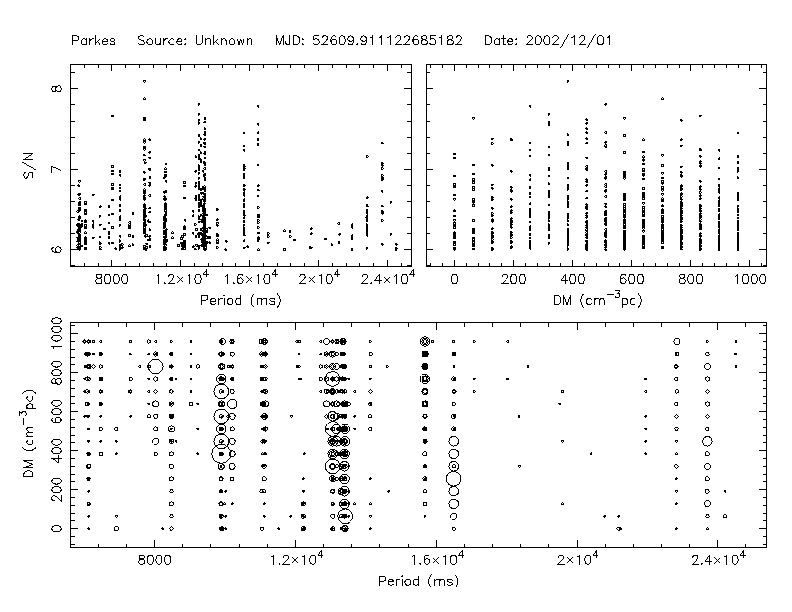 Parkes Source: Unknown MJD: 52609.911122685182 Date: 2002/12/01
8
7
6
S/N
8000 1.2×10⁴ 1.6×10⁴ 2×10⁴ 2.4×10⁴
Period (ms)
0 200 400 600 800 1000
DM (cm⁻³pc)
1000
800
600
400
200
0
DM (cm⁻³pc)
8000 1.2×10⁴ 1.6×10⁴ 2×10⁴ 2.4×10⁴
Period (ms)